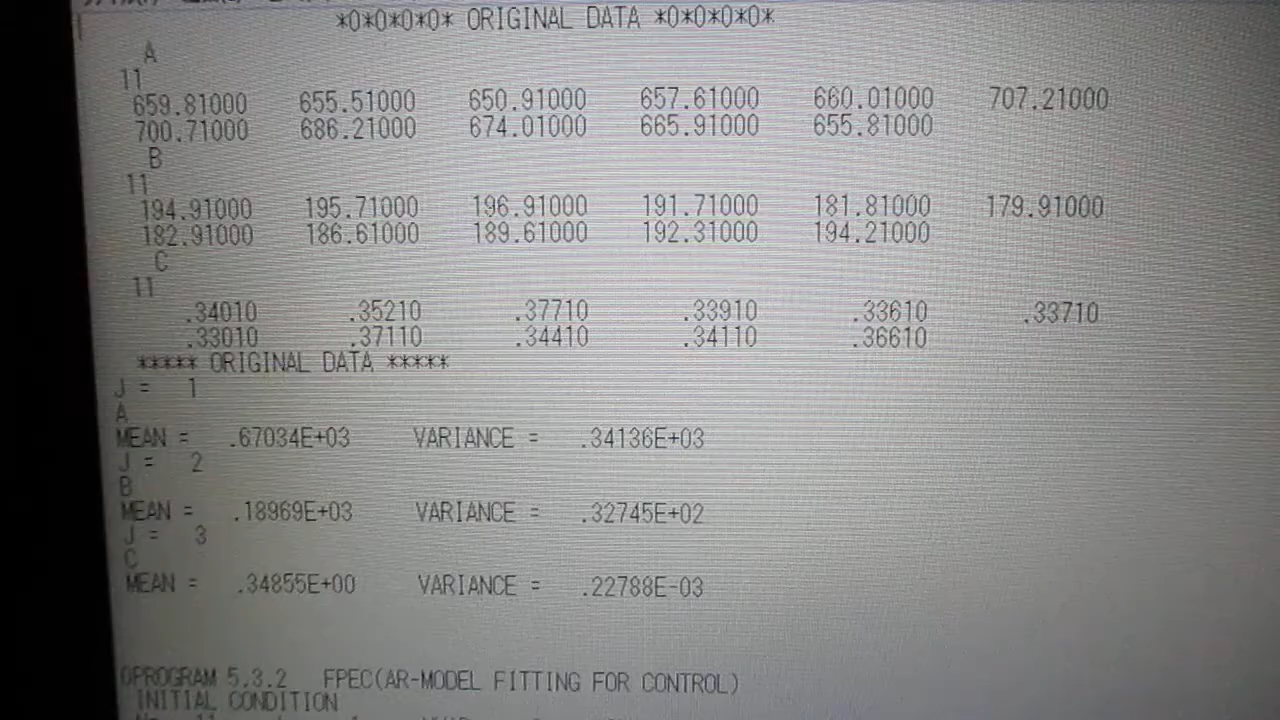 *0*0*0*0* ORIGINAL DATA *0*0*0*0*
A
11
659.81000 655.51000 650.91000 657.61000 660.01000 707.21000
700.71000 686.21000 674.01000 665.91000 655.81000
B
11
194.91000 195.71000 196.91000 191.71000 181.81000 179.91000
182.91000 186.61000 189.61000 192.31000 194.21000
C
11
.34010 .35210 .37710 .33910 .33610 .33710
.33010 .37110 .34410 .34110 .36610
***** ORIGINAL DATA *****
J = 1
A
MEAN = .67034E+03 VARIANCE = .34136E+03
J = 2
B
MEAN = .18969E+03 VARIANCE = .32745E+02
J = 3
C
MEAN = .34855E+00 VARIANCE = .22788E-03
0PROGRAM 5.3.2 FPEC(AR-MODEL FITTING FOR CONTROL)
INITIAL CONDITION